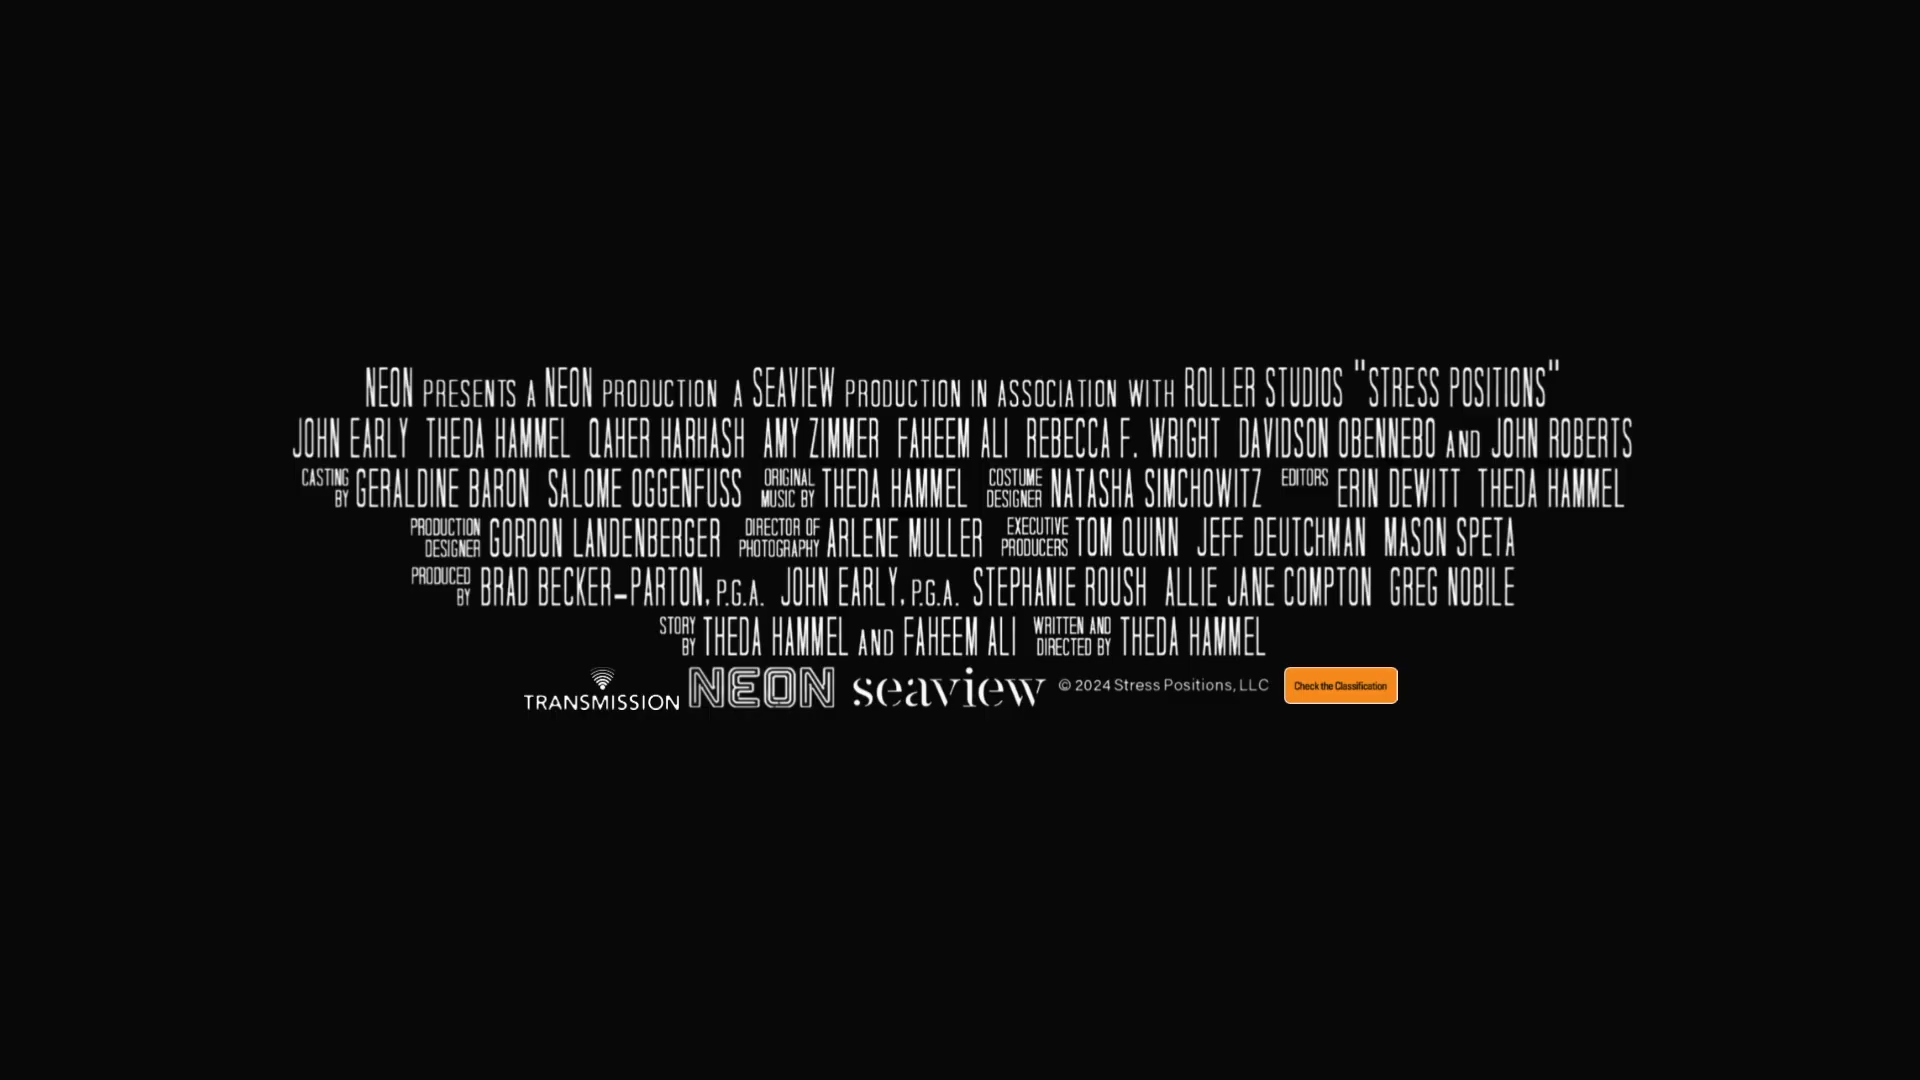 NEON PRESENTS A NEON PRODUCTION A SEAVIEW PRODUCTION IN ASSOCIATION WITH ROLLER STUDIOS "STRESS POSITIONS"
JOHN EARLY THEDA HAMMEL QAHER HARHASH AMY ZIMMER FAHEEM ALI REBECCA F. WRIGHT DAVIDSON OBENNEBO AND JOHN ROBERTS
CASTING BY GERALDINE BARON SALOME OGGENFUSS ORIGINAL MUSIC BY THEDA HAMMEL COSTUME DESIGNER NATASHA SIMCHOWITZ EDITORS ERIN DEWITT THEDA HAMMEL
PRODUCTION DESIGNER GORDON LANDENBERGER DIRECTOR OF PHOTOGRAPHY ARLENE MULLER EXECUTIVE PRODUCERS TOM QUINN JEFF DEUTCHMAN MASON SPETA
PRODUCED BY BRAD BECKER-PARTON, P.G.A. JOHN EARLY, P.G.A. STEPHANIE ROUSH ALLIE JANE COMPTON GREG NOBILE
STORY BY THEDA HAMMEL AND FAHEEM ALI WRITTEN AND DIRECTED BY THEDA HAMMEL
TRANSMISSION NEON seaview © 2024 Stress Positions, LLC Check the Classification